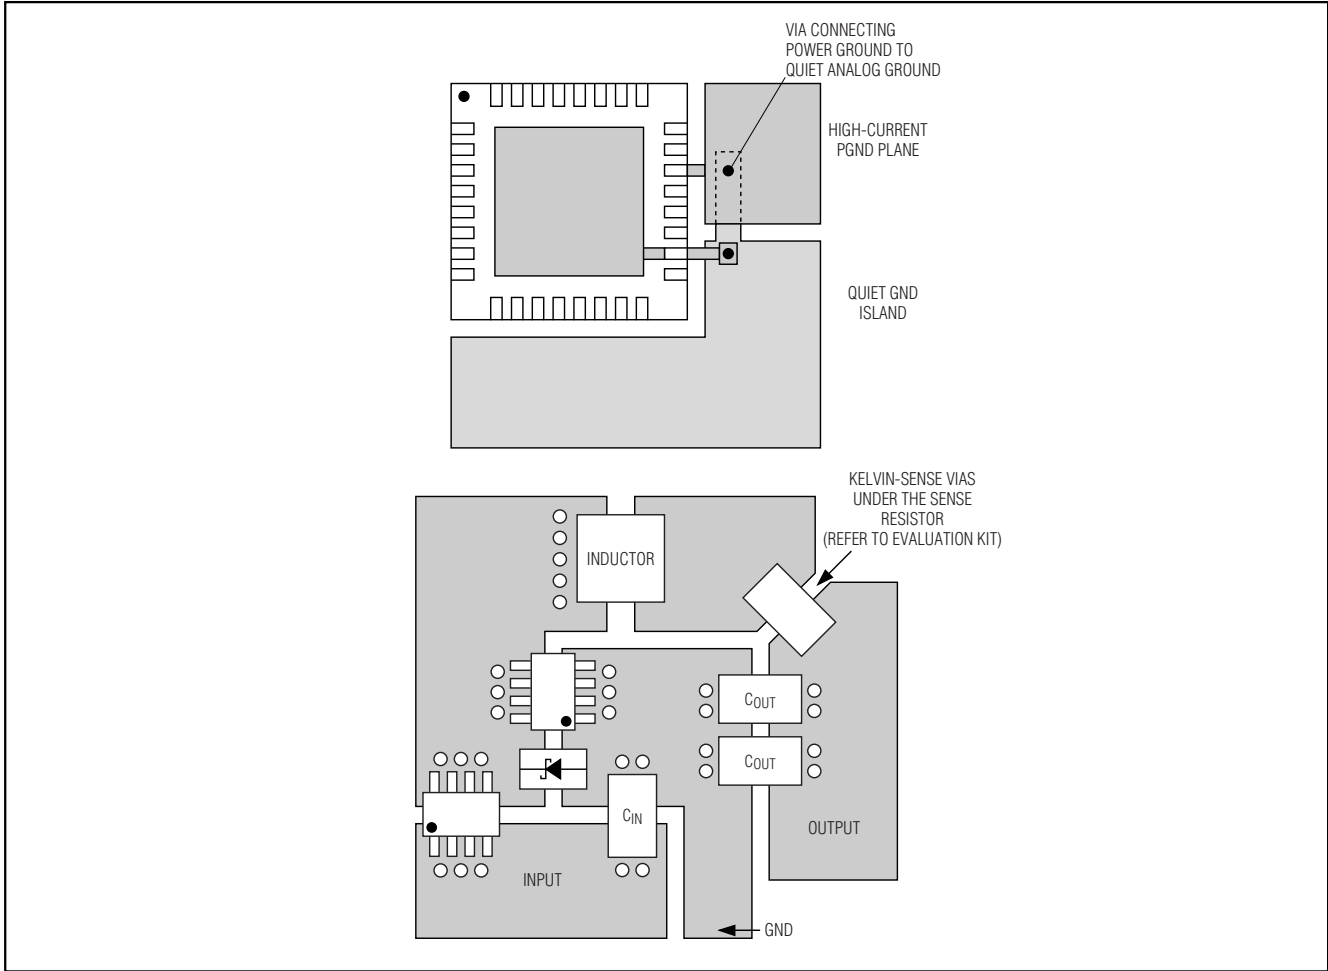 VIA CONNECTING
POWER GROUND TO
QUIET ANALOG GROUND
HIGH-CURRENT
PGND PLANE
QUIET GND
ISLAND
KELVIN-SENSE VIAS
UNDER THE SENSE
RESISTOR
(REFER TO EVALUATION KIT)
INDUCTOR
COUT
COUT
CIN
OUTPUT
INPUT
GND